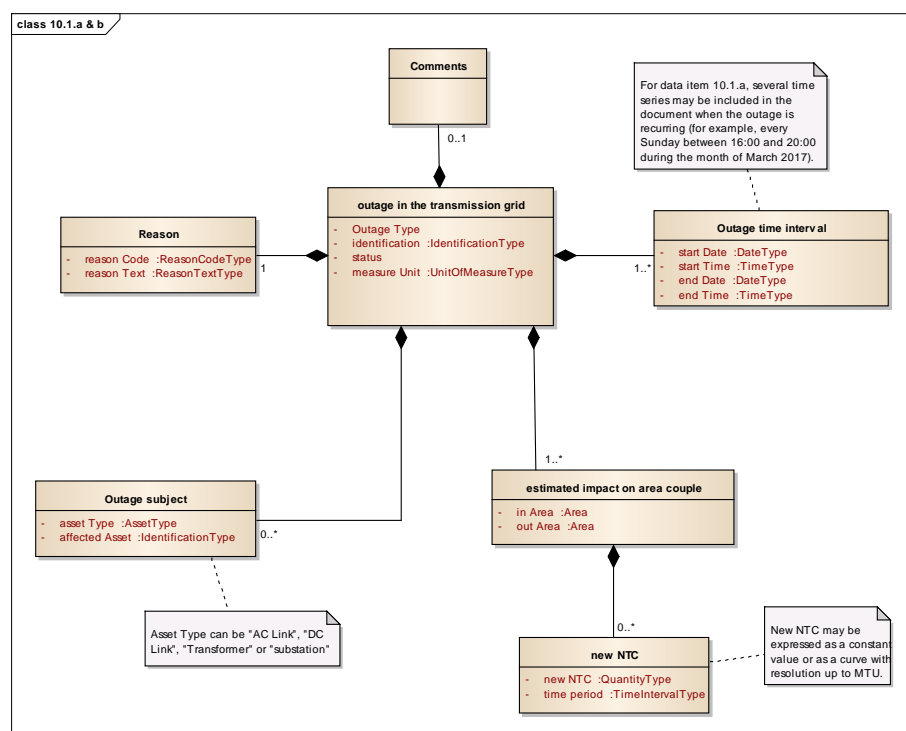 class 10.1.a & b
Comments
0..1
For data item 10.1.a, several time
series may be included in the
document when the outage is
recurring (for example, every
Sunday between 16:00 and 20:00
during the month of March 2017).
outage in the transmission grid
- Outage Type
- identification :IdentificationType
- status
- measure Unit :UnitOfMeasureType
Reason
- reason Code :ReasonCodeType
- reason Text :ReasonTextType
1
Outage time interval
- start Date :DateType
- start Time :TimeType
- end Date :DateType
- end Time :TimeType
1..*
1..*
estimated impact on area couple
- in Area :Area
- out Area :Area
Outage subject
- asset Type :AssetType
- affected Asset :IdentificationType
0..*
Asset Type can be "AC Link", "DC
Link", "Transformer" or "substation"
0..*
new NTC
- new NTC :QuantityType
- time period :TimeIntervalType
New NTC may be
expressed as a constant
value or as a curve with
resolution up to MTU.